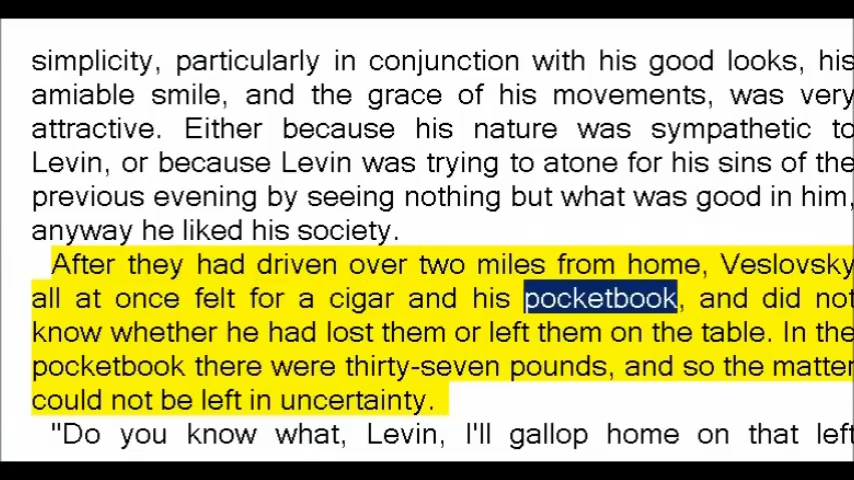 simplicity, particularly in conjunction with his good looks, his
amiable smile, and the grace of his movements, was very
attractive. Either because his nature was sympathetic to
Levin, or because Levin was trying to atone for his sins of the
previous evening by seeing nothing but what was good in him,
anyway he liked his society.
After they had driven over two miles from home, Veslovsky
all at once felt for a cigar and his pocketbook, and did not
know whether he had lost them or left them on the table. In the
pocketbook there were thirty-seven pounds, and so the matter
could not be left in uncertainty.
"Do you know what, Levin, I'll gallop home on that left